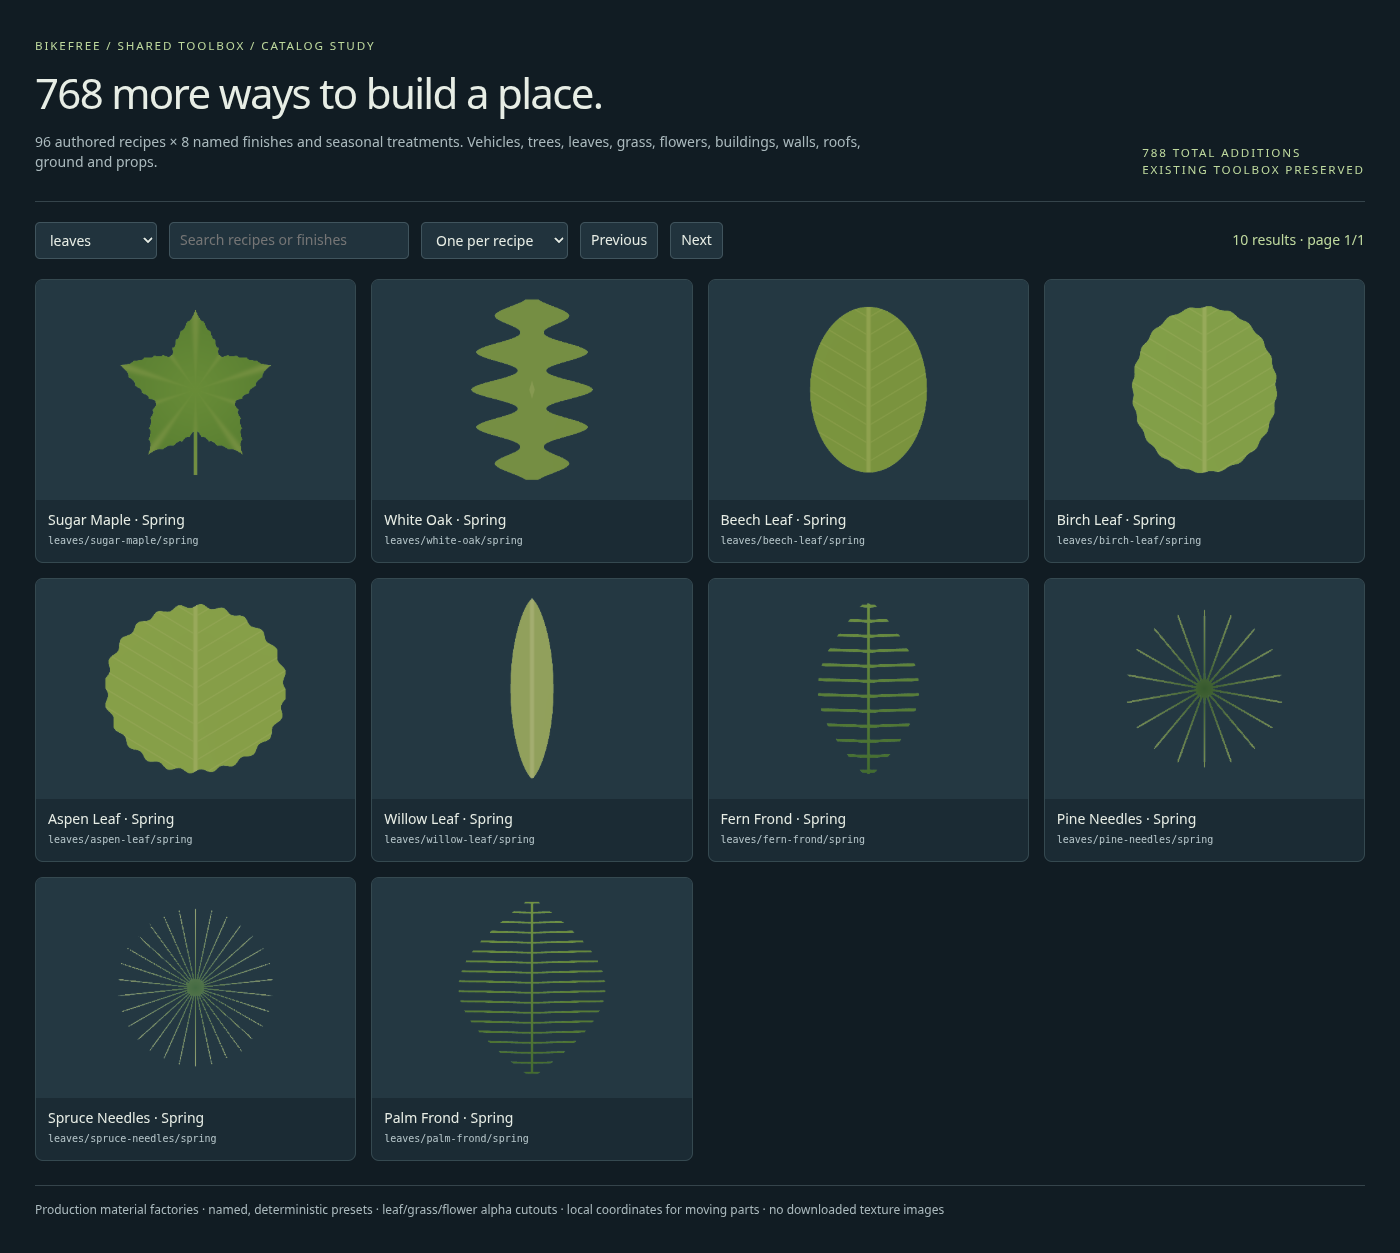 BIKEFREE / SHARED TOOLBOX / CATALOG STUDY
768 more ways to build a place.
96 authored recipes × 8 named finishes and seasonal treatments. Vehicles, trees, leaves, grass, flowers, buildings, walls, roofs,
ground and props.
788 TOTAL ADDITIONS
EXISTING TOOLBOX PRESERVED
leaves
Search recipes or finishes
One per recipe
Previous
Next
10 results · page 1/1
Sugar Maple · Spring
leaves/sugar-maple/spring
White Oak · Spring
leaves/white-oak/spring
Beech Leaf · Spring
leaves/beech-leaf/spring
Birch Leaf · Spring
leaves/birch-leaf/spring
Aspen Leaf · Spring
leaves/aspen-leaf/spring
Willow Leaf · Spring
leaves/willow-leaf/spring
Fern Frond · Spring
leaves/fern-frond/spring
Pine Needles · Spring
leaves/pine-needles/spring
Spruce Needles · Spring
leaves/spruce-needles/spring
Palm Frond · Spring
leaves/palm-frond/spring
Production material factories · named, deterministic presets · leaf/grass/flower alpha cutouts · local coordinates for moving parts · no downloaded texture images